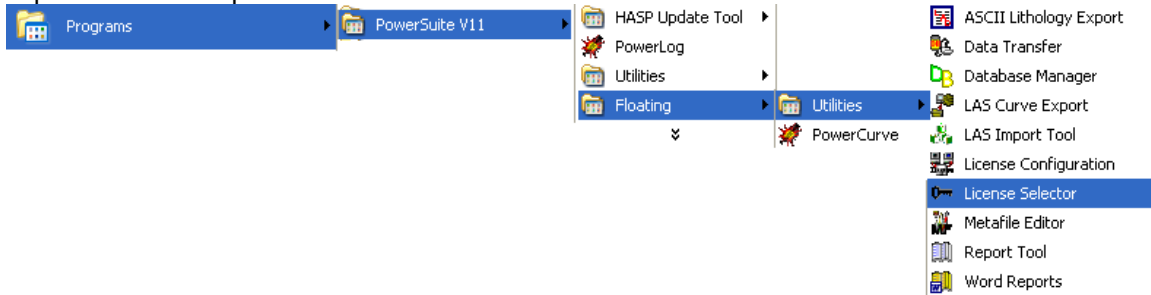 Programs
PowerSuite V11
HASP Update Tool
PowerLog
Utilities
Floating
Utilities
PowerCurve
ASCII Lithology Export
Data Transfer
Database Manager
LAS Curve Export
LAS Import Tool
License Configuration
License Selector
Metafile Editor
Report Tool
Word Reports